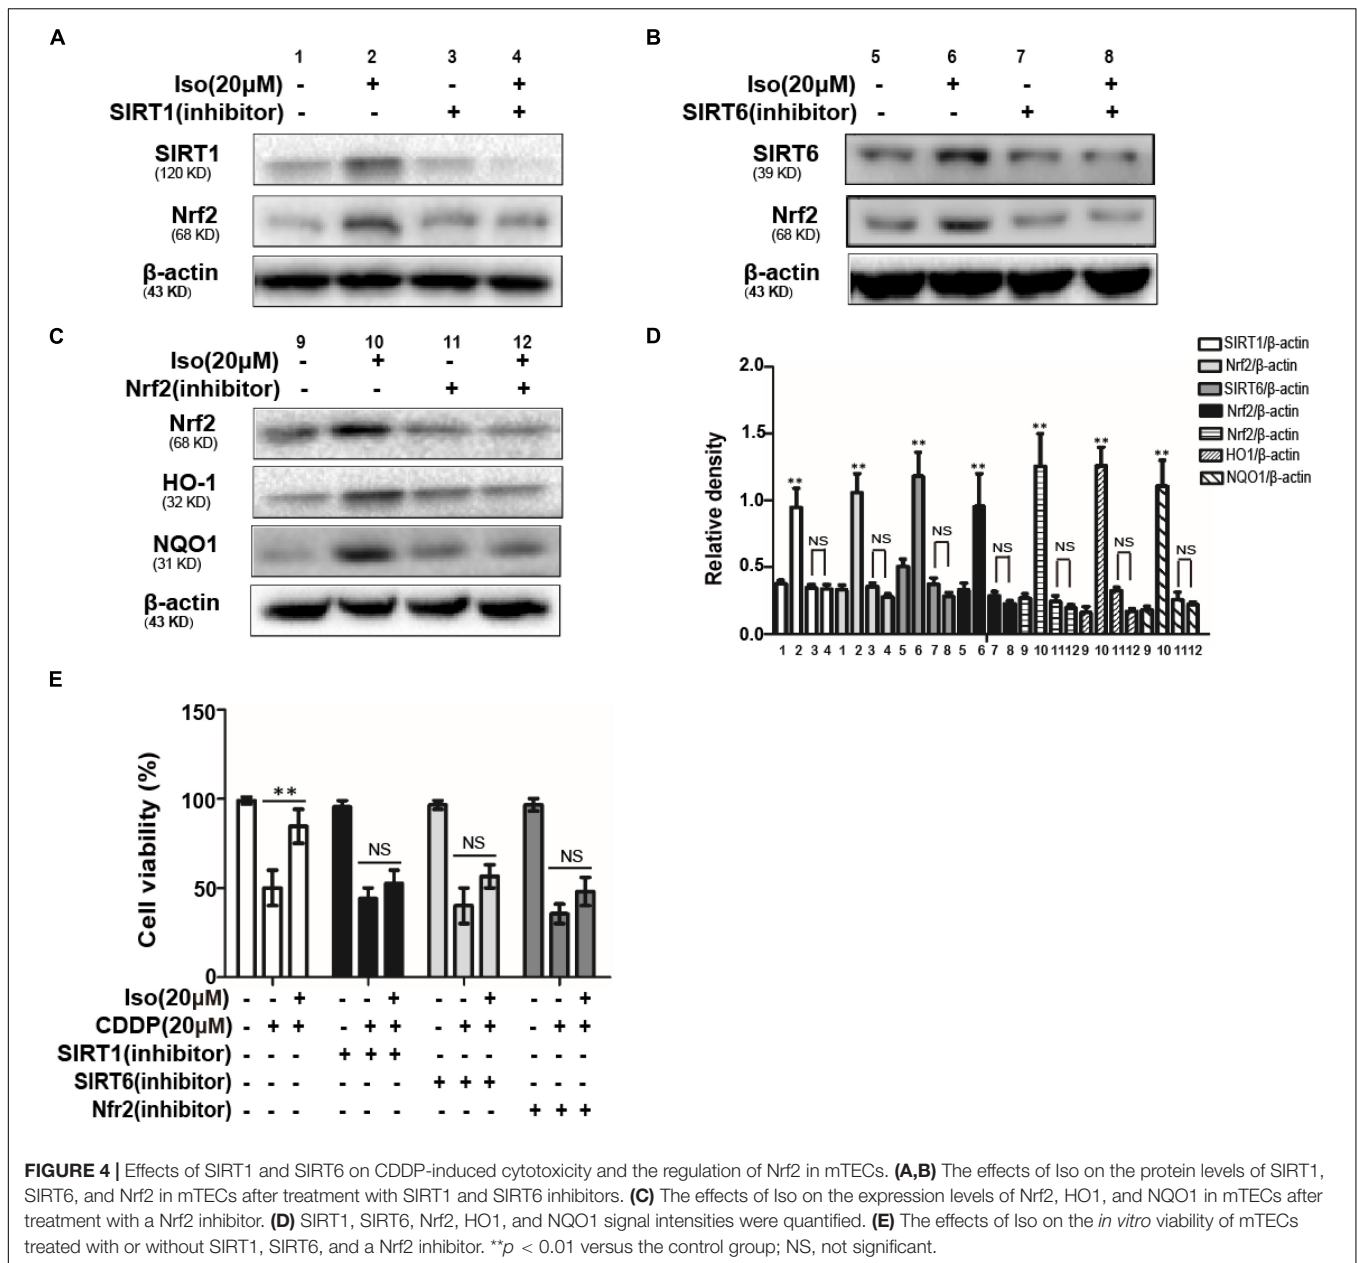 A
1 2 3 4
Iso(20μM) - + - +
SIRT1(inhibitor) - - + +
SIRT1
(120 KD)
Nrf2
(68 KD)
β-actin
(43 KD)
B
5 6 7 8
Iso(20μM) - + - +
SIRT6(inhibitor) - - + +
SIRT6
(39 KD)
Nrf2
(68 KD)
β-actin
(43 KD)
C
9 10 11 12
Iso(20μM) - + - +
Nrf2(inhibitor) - - + +
Nrf2
(68 KD)
HO-1
(32 KD)
NQO1
(31 KD)
β-actin
(43 KD)
D
SIRT1/β-actin
Nrf2/β-actin
SIRT6/β-actin
Nrf2/β-actin
Nrf2/β-actin
HO1/β-actin
NQO1/β-actin
Relative density
2.0
1.5
1.0
0.5
0.0
** ** ** ** ** ** **
NS NS NS NS NS NS NS
1 2 3 4 1 2 3 4 5 6 7 8 5 6 7 8 9 10 1112 9 10 1112 9 10 1112
E
Cell viability (%)
150
100
50
0
** NS NS NS
Iso(20μM) - - + - - + - - + - - +
CDDP(20μM) - + + - + + - + + - + +
SIRT1(inhibitor) - - - + + + - - - - - -
SIRT6(inhibitor) - - - - - - + + + - - -
Nfr2(inhibitor) - - - - - - - - - + + +
FIGURE 4 | Effects of SIRT1 and SIRT6 on CDDP-induced cytotoxicity and the regulation of Nrf2 in mTECs. (A,B) The effects of Iso on the protein levels of SIRT1,
SIRT6, and Nrf2 in mTECs after treatment with SIRT1 and SIRT6 inhibitors. (C) The effects of Iso on the expression levels of Nrf2, HO1, and NQO1 in mTECs after
treatment with a Nrf2 inhibitor. (D) SIRT1, SIRT6, Nrf2, HO1, and NQO1 signal intensities were quantified. (E) The effects of Iso on the in vitro viability of mTECs
treated with or without SIRT1, SIRT6, and a Nrf2 inhibitor. **p < 0.01 versus the control group; NS, not significant.